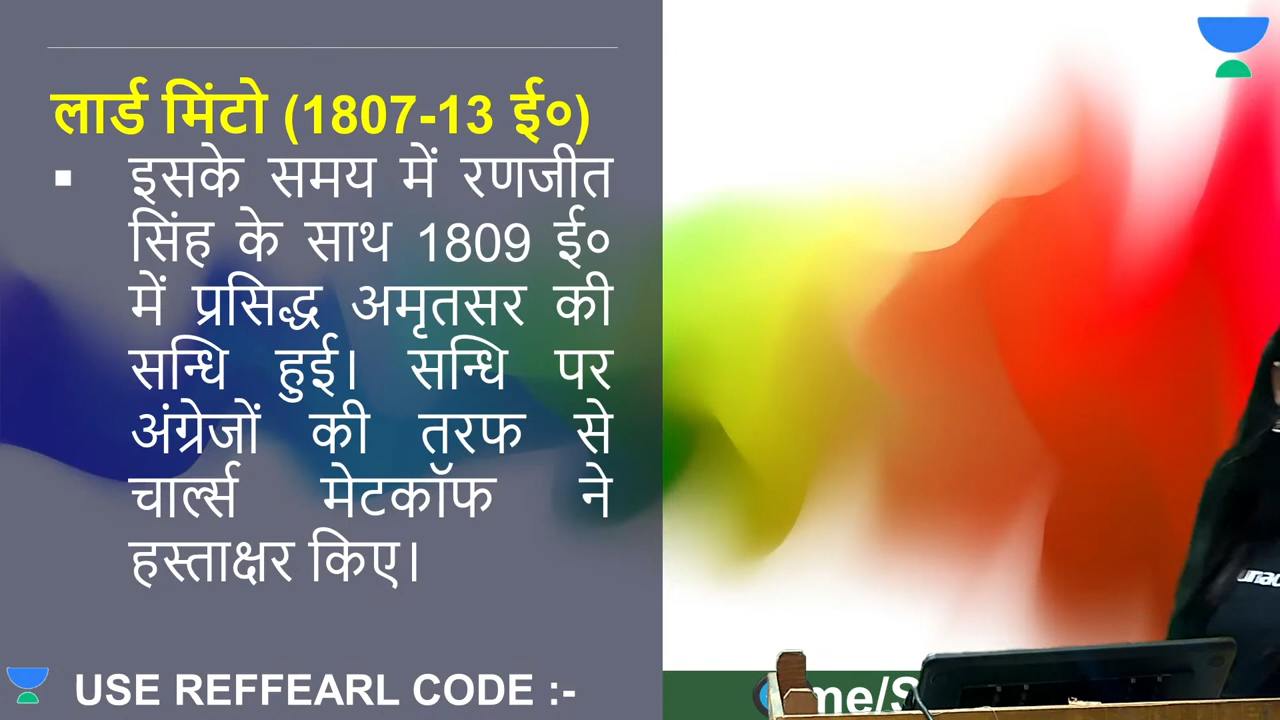 लार्ड मिंटो (1807-13 ई०)
▪ इसके समय में रणजीत
सिंह के साथ 1809 ई०
में प्रसिद्ध अमृतसर की
सन्धि हुई। सन्धि पर
अंग्रेजों की तरफ से
चार्ल्स मेटकॉफ ने
हस्ताक्षर किए।
USE REFFEARL CODE :-